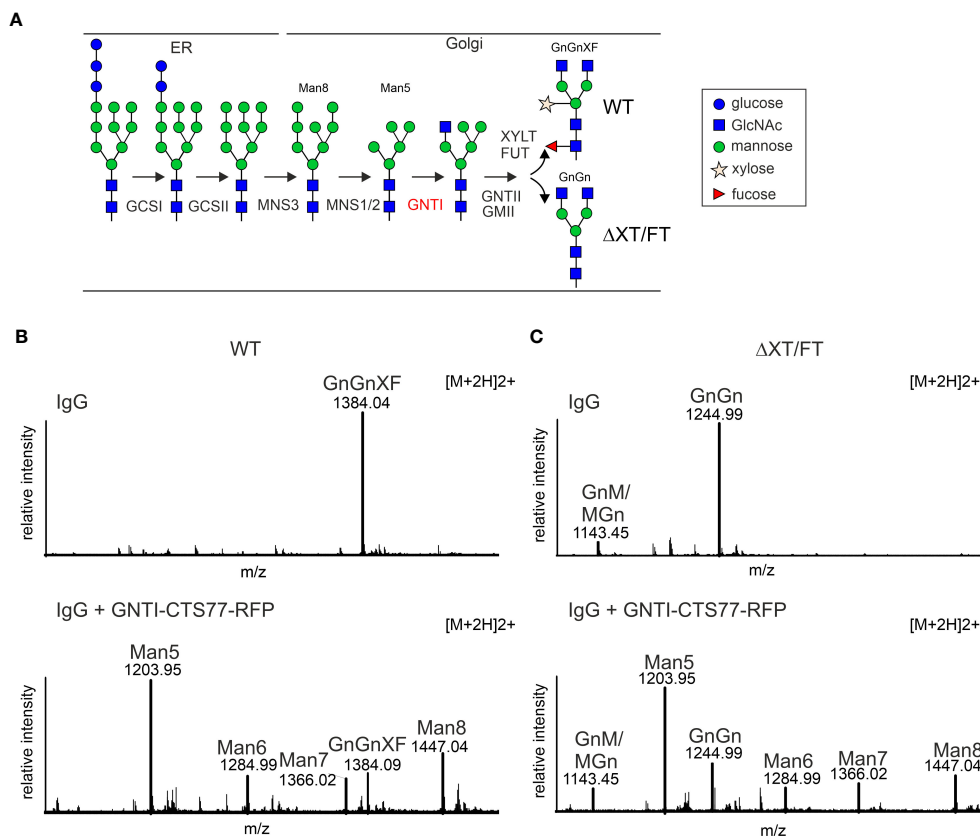 A
ER
Golgi
GnGnXF
WT
Man8
Man5
XYLT
FUT
GCSI
GCSII
MNS3
MNS1/2
GNTI
GNTII
GMII
GnGn
ΔXT/FT
glucose
GlcNAc
mannose
xylose
fucose
B
WT
IgG
[M+2H]2+
GnGnXF
1384.04
relative intensity
m/z
IgG + GNTI-CTS77-RFP
[M+2H]2+
Man5
1203.95
Man6
1284.99
Man7
1366.02
GnGnXF
1384.09
Man8
1447.04
relative intensity
m/z
C
ΔXT/FT
IgG
[M+2H]2+
GnM/
MGn
1143.45
GnGn
1244.99
relative intensity
m/z
IgG + GNTI-CTS77-RFP
[M+2H]2+
GnM/
MGn
1143.45
Man5
1203.95
GnGn
1244.99
Man6
1284.99
Man7
1366.02
Man8
1447.04
relative intensity
m/z